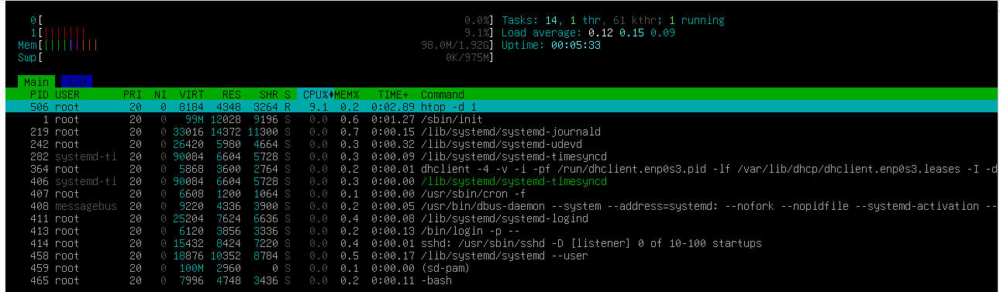 0[ 0.0%] Tasks: 14, 1 thr, 61 kthr; 1 running
1[||||||| 9.1%] Load average: 0.12 0.15 0.09
Mem[||||||||| 98.0M/1.92G] Uptime: 00:05:33
Swp[ 0K/975M]
Main I/O
PID USER PRI NI VIRT RES SHR S CPU%♦MEM% TIME+ Command
506 root 20 0 8184 4348 3264 R 9.1 0.2 0:02.89 htop -d 1
1 root 20 0 99M 12028 9196 S 0.0 0.6 0:01.27 /sbin/init
219 root 20 0 33016 14372 11300 S 0.0 0.7 0:00.15 /lib/systemd/systemd-journald
242 root 20 0 26420 5980 4664 S 0.0 0.3 0:00.32 /lib/systemd/systemd-udevd
282 systemd-ti 20 0 90084 6604 5728 S 0.0 0.3 0:00.09 /lib/systemd/systemd-timesyncd
364 root 20 0 5868 3600 2764 S 0.0 0.2 0:00.01 dhclient -4 -v -i -pf /run/dhclient.enp0s3.pid -lf /var/lib/dhcp/dhclient.enp0s3.leases -I -d
406 systemd-ti 20 0 90084 6604 5728 S 0.0 0.3 0:00.00 /lib/systemd/systemd-timesyncd
407 root 20 0 6608 1200 1064 S 0.0 0.1 0:00.00 /usr/sbin/cron -f
408 messagebus 20 0 9220 4336 3900 S 0.0 0.2 0:00.05 /usr/bin/dbus-daemon --system --address=systemd: --nofork --nopidfile --systemd-activation --
411 root 20 0 25204 7624 6636 S 0.0 0.4 0:00.08 /lib/systemd/systemd-logind
413 root 20 0 6120 3856 3336 S 0.0 0.2 0:00.13 /bin/login -p --
414 root 20 0 15432 8424 7220 S 0.0 0.4 0:00.01 sshd: /usr/sbin/sshd -D [listener] 0 of 10-100 startups
458 root 20 0 18876 10352 8784 S 0.0 0.5 0:00.17 /lib/systemd/systemd --user
459 root 20 0 100M 2960 0 S 0.0 0.1 0:00.00 (sd-pam)
465 root 20 0 7996 4748 3436 S 0.0 0.2 0:00.11 -bash